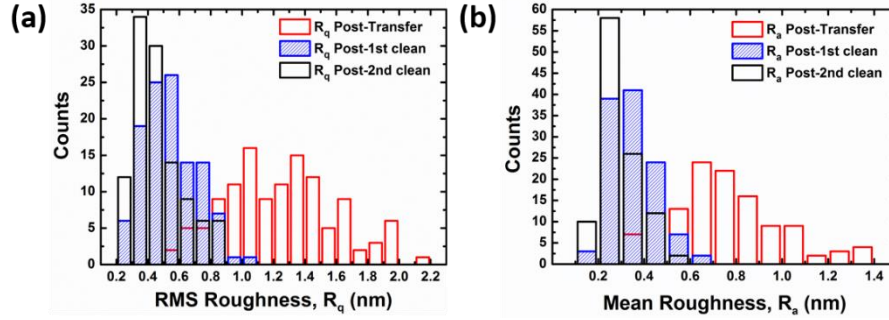 (a)
35
30
25
20
15
10
5
0
Counts
R_q Post-Transfer
R_q Post-1st clean
R_q Post-2nd clean
0.2 0.4 0.6 0.8 1.0 1.2 1.4 1.6 1.8 2.0 2.2
RMS Roughness, R_q (nm)
(b)
60
55
50
45
40
35
30
25
20
15
10
5
0
Counts
R_a Post-Transfer
R_a Post-1st clean
R_a Post-2nd clean
0.2 0.4 0.6 0.8 1.0 1.2 1.4
Mean Roughness, R_a (nm)